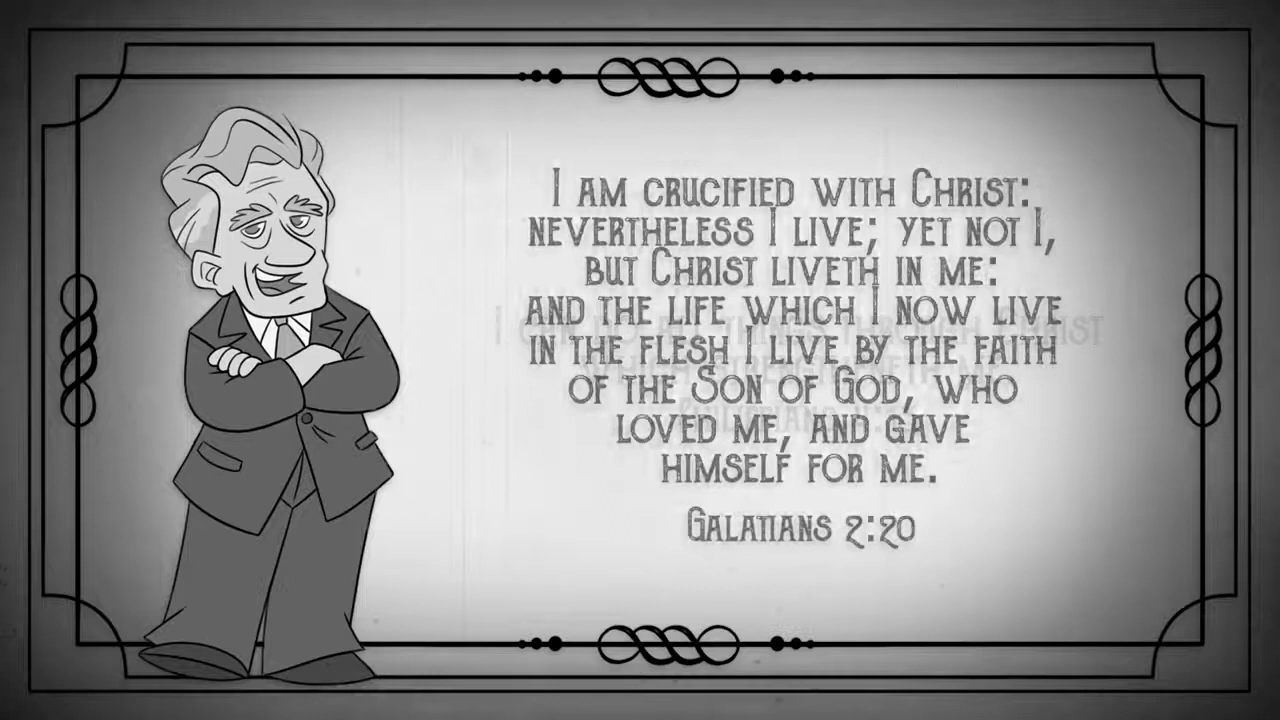 I am crucified with Christ:
nevertheless I live; yet not I,
but Christ liveth in me:
and the life which I now live
in the flesh I live by the faith
of the Son of God, who
loved me, and gave
himself for me.
Galatians 2:20